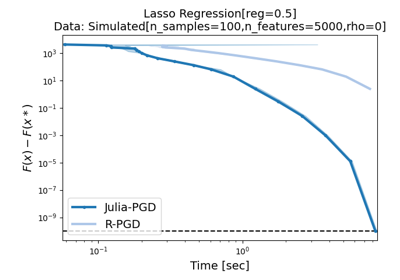 Lasso Regression[reg=0.5]
Data: Simulated[n_samples=100,n_features=5000,rho=0]
F(x) − F(x*)
10³
10¹
10⁻¹
10⁻³
10⁻⁵
10⁻⁷
10⁻⁹
Julia-PGD
R-PGD
10⁻¹
10⁰
Time [sec]